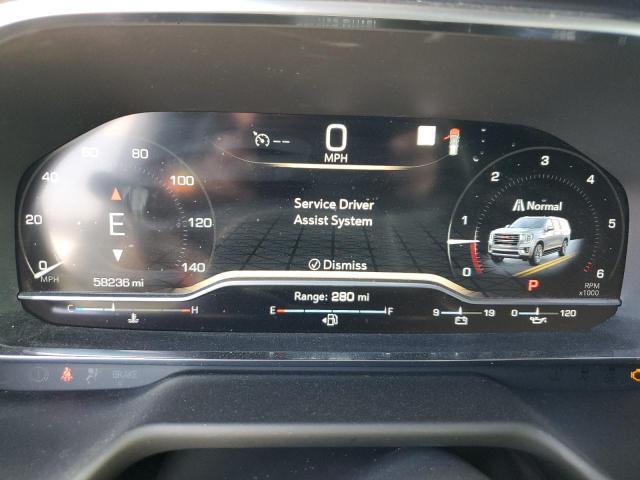 0
MPH
60 80
40 100
20 120
0 140
MPH
E
58236 mi
Service Driver
Assist System
Dismiss
Normal
0 1 2 3 4 5 6
P
RPM
x1000
Range: 280 mi
C H
E F
9 19
0 120
BRAKE